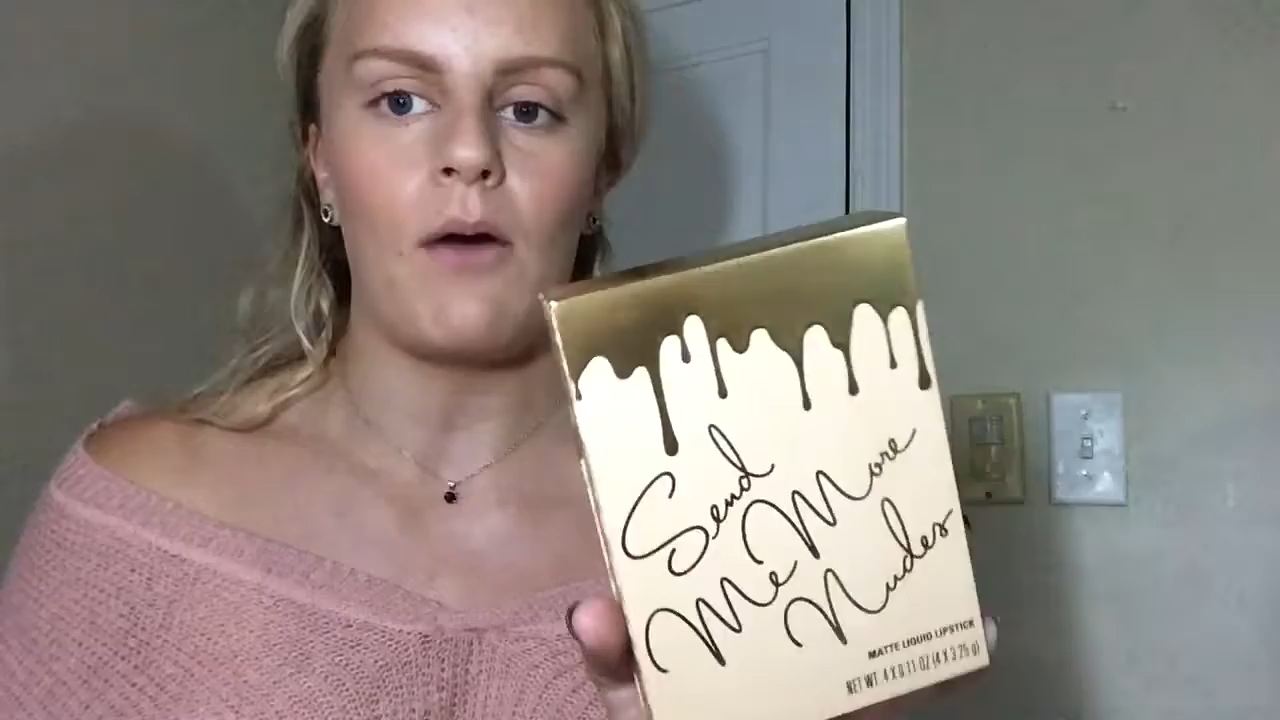 Send
Me More
Nudes
MATTE LIQUID LIPSTICK
NET WT. 4 X 0.11 OZ (4 X 3.25 g)